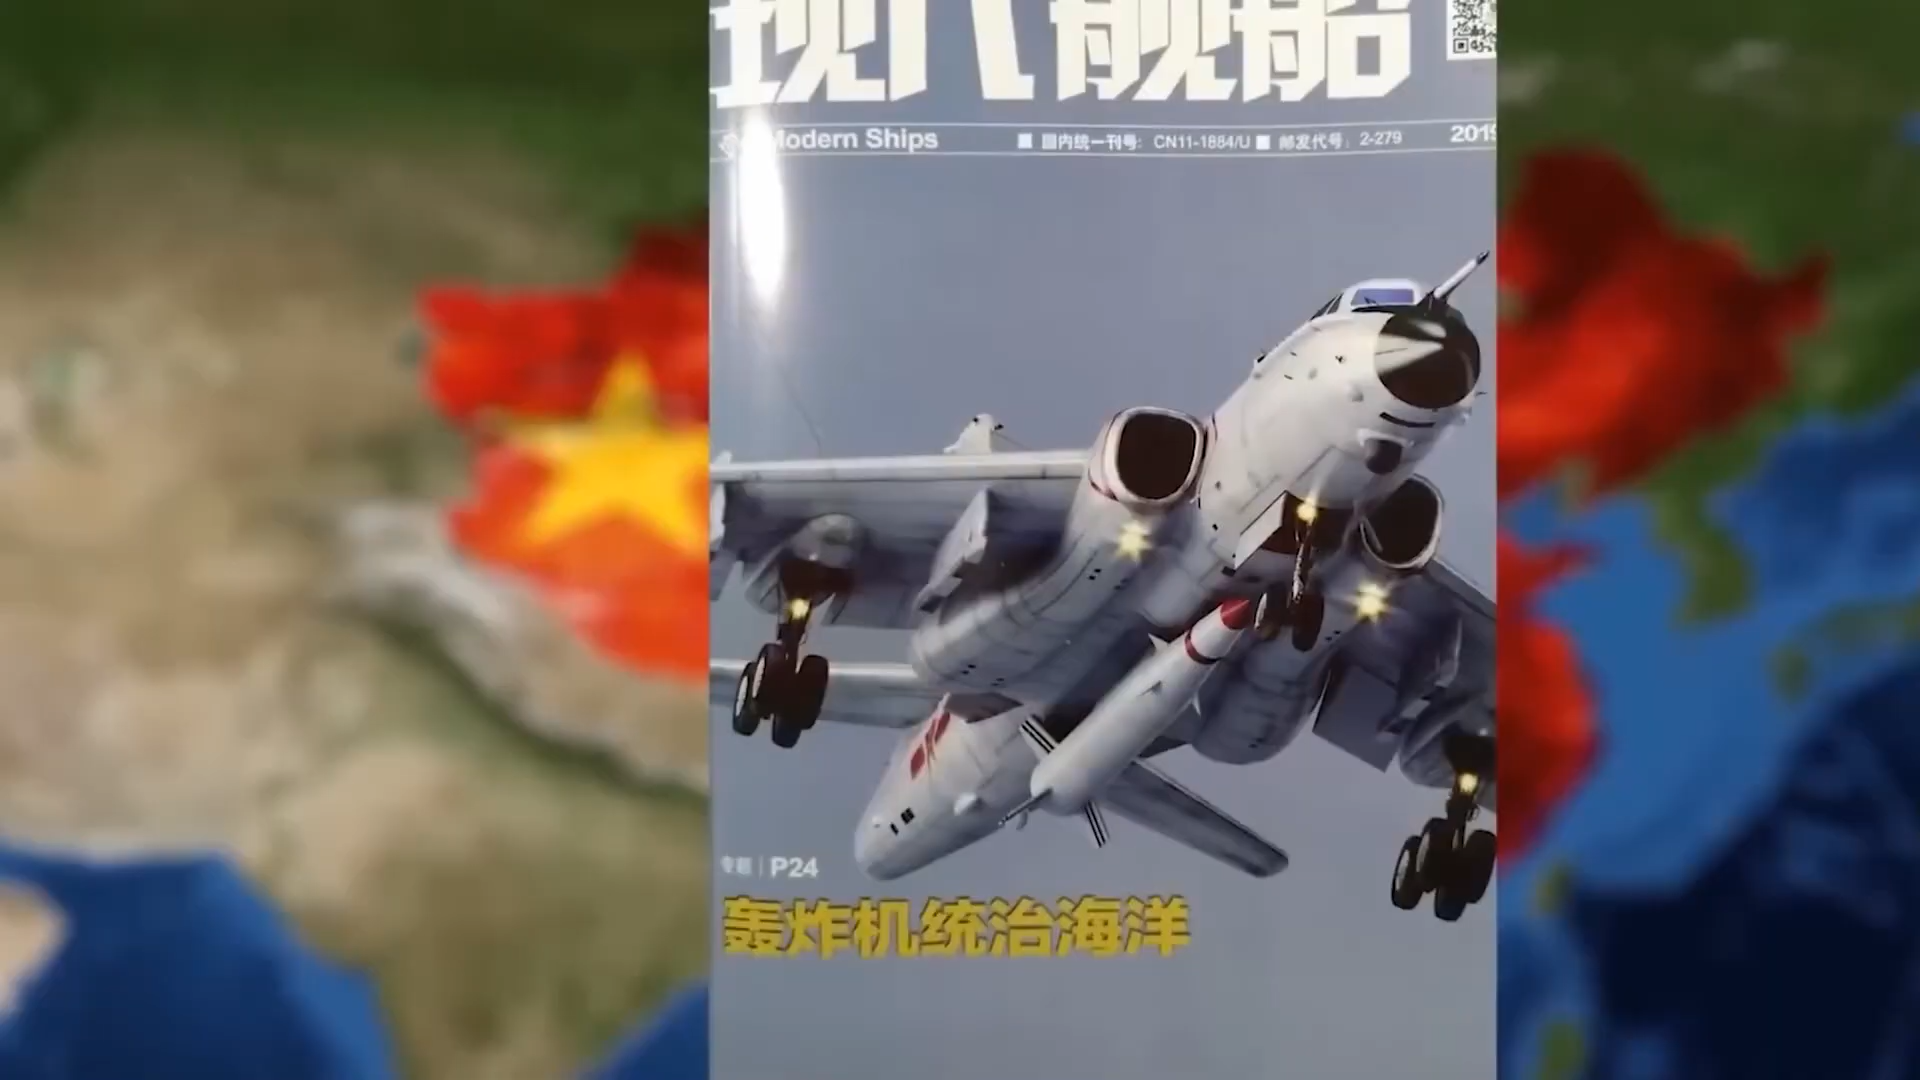 现代舰船
Modern Ships ■ 国内统一刊号: CN11-1884/U ■ 邮发代号: 2-279 2019
专题 | P24
轰炸机统治海洋